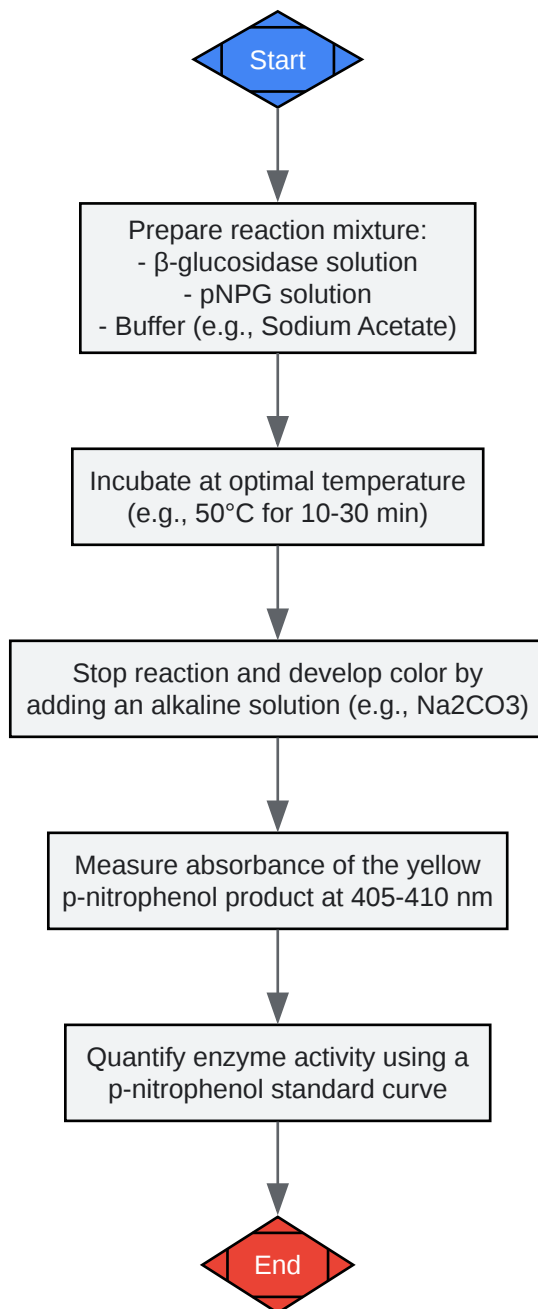 Start
Prepare reaction mixture:
- β-glucosidase solution
- pNPG solution
- Buffer (e.g., Sodium Acetate)
Incubate at optimal temperature
(e.g., 50°C for 10-30 min)
Stop reaction and develop color by
adding an alkaline solution (e.g., Na2CO3)
Measure absorbance of the yellow
p-nitrophenol product at 405-410 nm
Quantify enzyme activity using a
p-nitrophenol standard curve
End